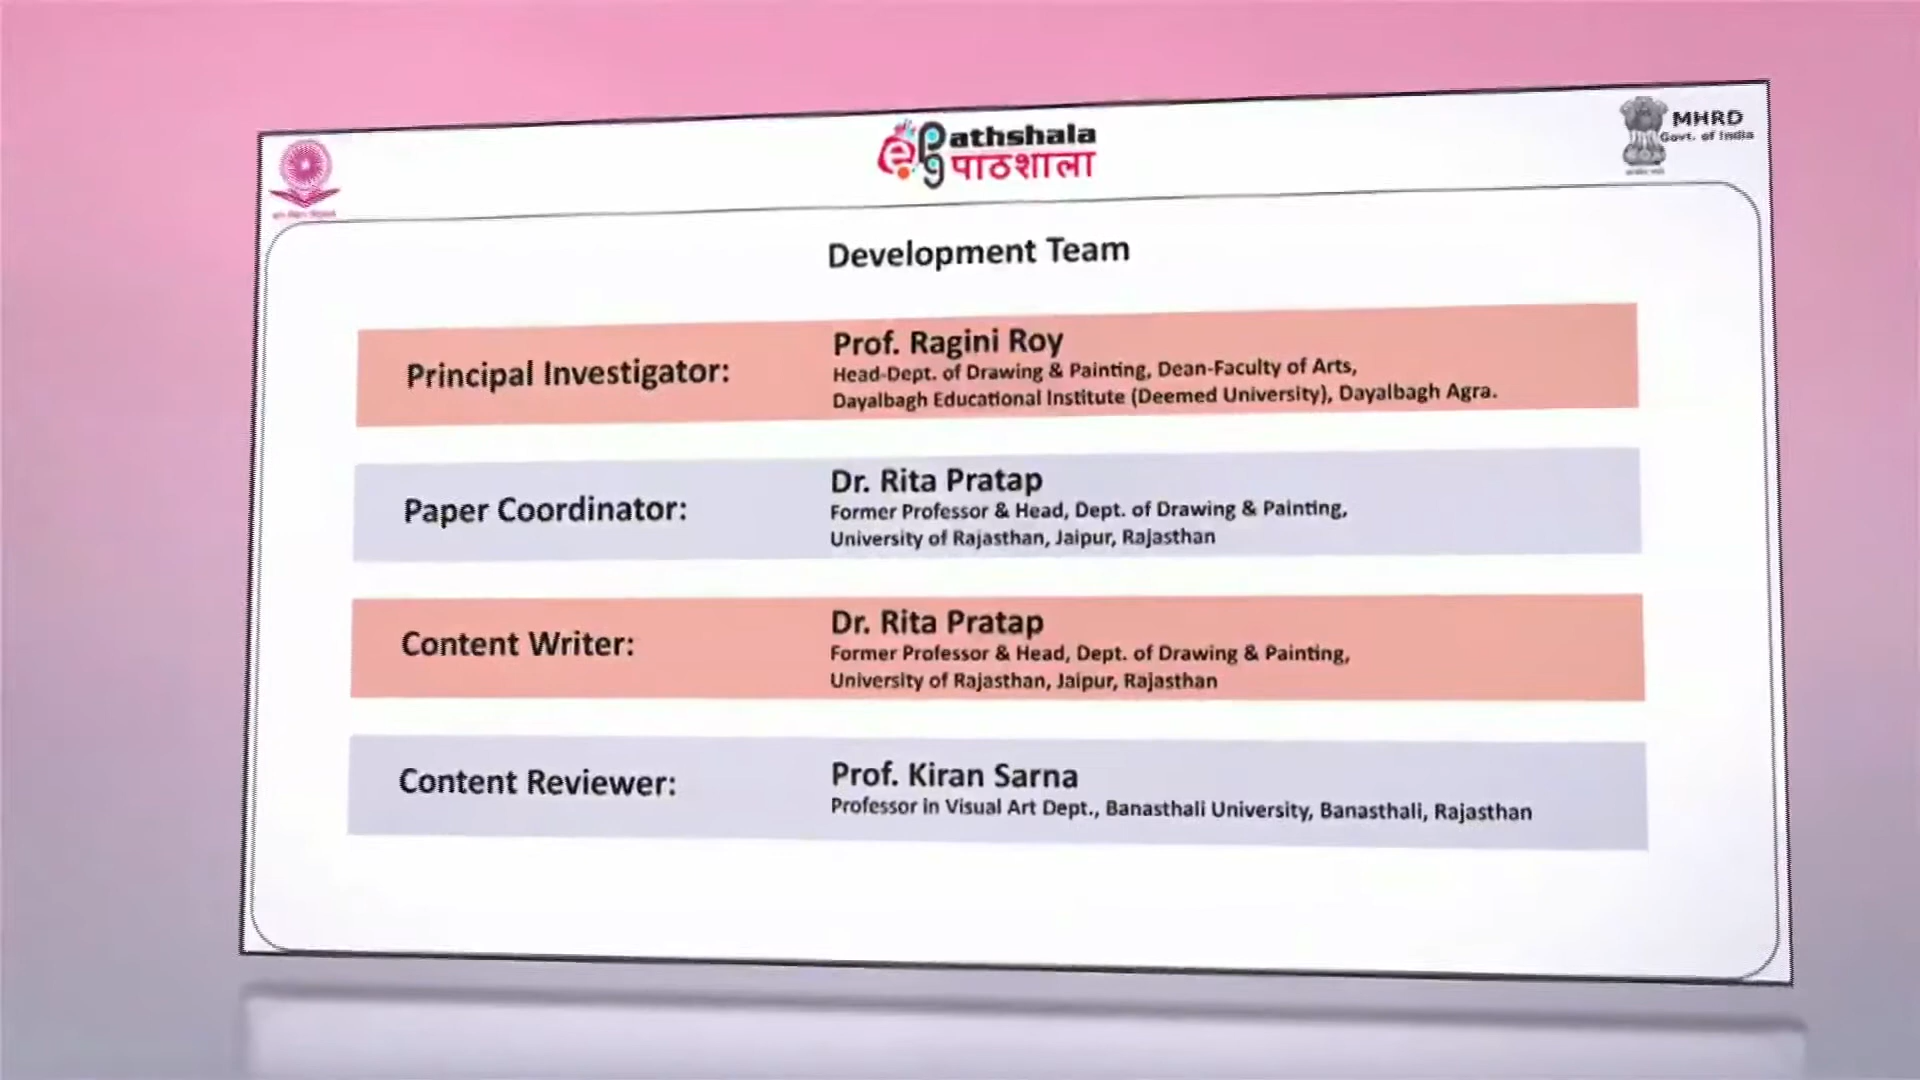 ePathshala
पाठशाला
MHRD
Govt. of India
Development Team
Principal Investigator:
Prof. Ragini Roy
Head-Dept. of Drawing & Painting, Dean-Faculty of Arts,
Dayalbagh Educational Institute (Deemed University), Dayalbagh Agra.
Paper Coordinator:
Dr. Rita Pratap
Former Professor & Head, Dept. of Drawing & Painting,
University of Rajasthan, Jaipur, Rajasthan
Content Writer:
Dr. Rita Pratap
Former Professor & Head, Dept. of Drawing & Painting,
University of Rajasthan, Jaipur, Rajasthan
Content Reviewer:
Prof. Kiran Sarna
Professor in Visual Art Dept., Banasthali University, Banasthali, Rajasthan